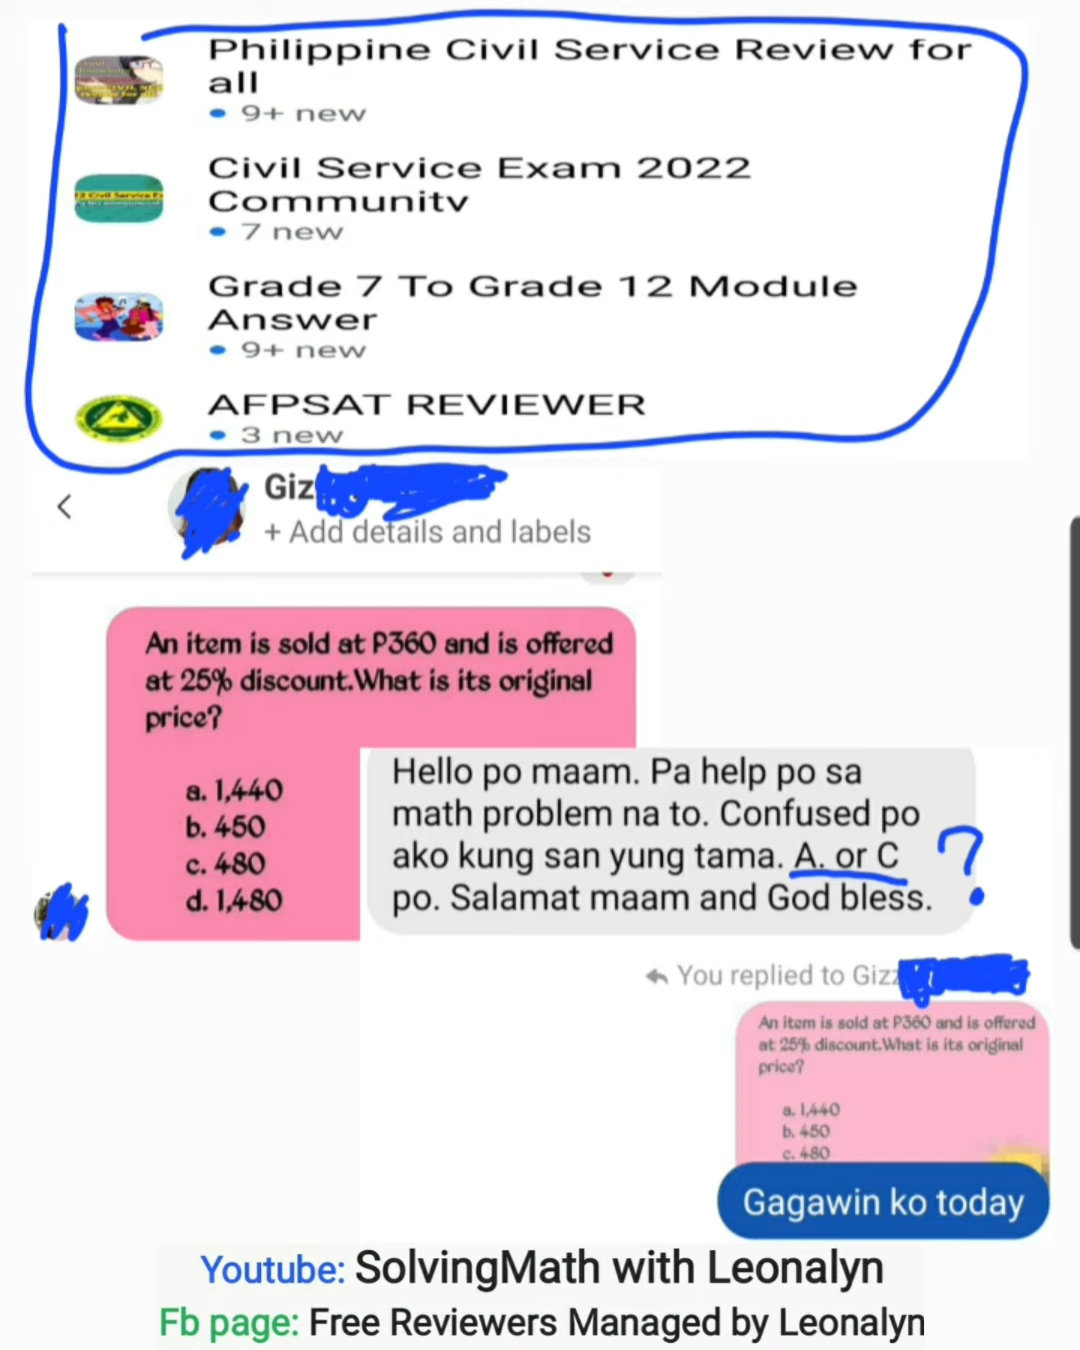 Philippine Civil Service Review for
all
9+ new
Civil Service Exam 2022
Community
7 new
Grade 7 To Grade 12 Module
Answer
9+ new
AFPSAT REVIEWER
3 new
Giz
+ Add details and labels
An item is sold at P360 and is offered
at 25% discount.What is its original
price?
a. 1,440
b. 450
c. 480
d. 1,480
Hello po maam. Pa help po sa
math problem na to. Confused po
ako kung san yung tama. A. or C ?
po. Salamat maam and God bless.
You replied to Giz
An item is sold at P360 and is offered
at 25% discount.What is its original
price?
a. 1,440
b. 450
c. 480
Gagawin ko today
Youtube: SolvingMath with Leonalyn
Fb page: Free Reviewers Managed by Leonalyn